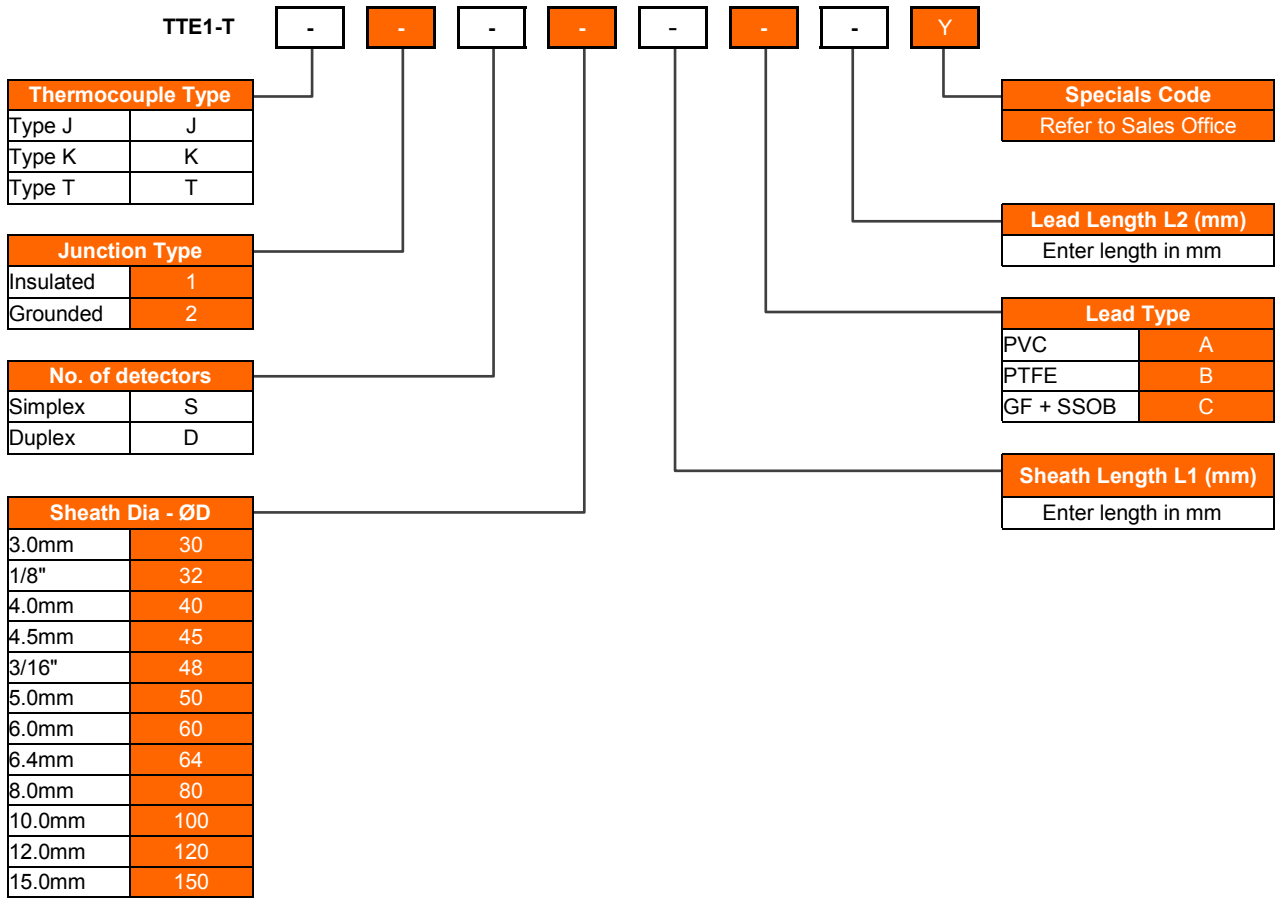 TTE1-T - - - - - - - Y
Thermocouple Type
Type J J
Type K K
Type T T
Junction Type
Insulated 1
Grounded 2
No. of detectors
Simplex S
Duplex D
Sheath Dia - ØD
3.0mm 30
1/8" 32
4.0mm 40
4.5mm 45
3/16" 48
5.0mm 50
6.0mm 60
6.4mm 64
8.0mm 80
10.0mm 100
12.0mm 120
15.0mm 150
Specials Code
Refer to Sales Office
Lead Length L2 (mm)
Enter length in mm
Lead Type
PVC A
PTFE B
GF + SSOB C
Sheath Length L1 (mm)
Enter length in mm